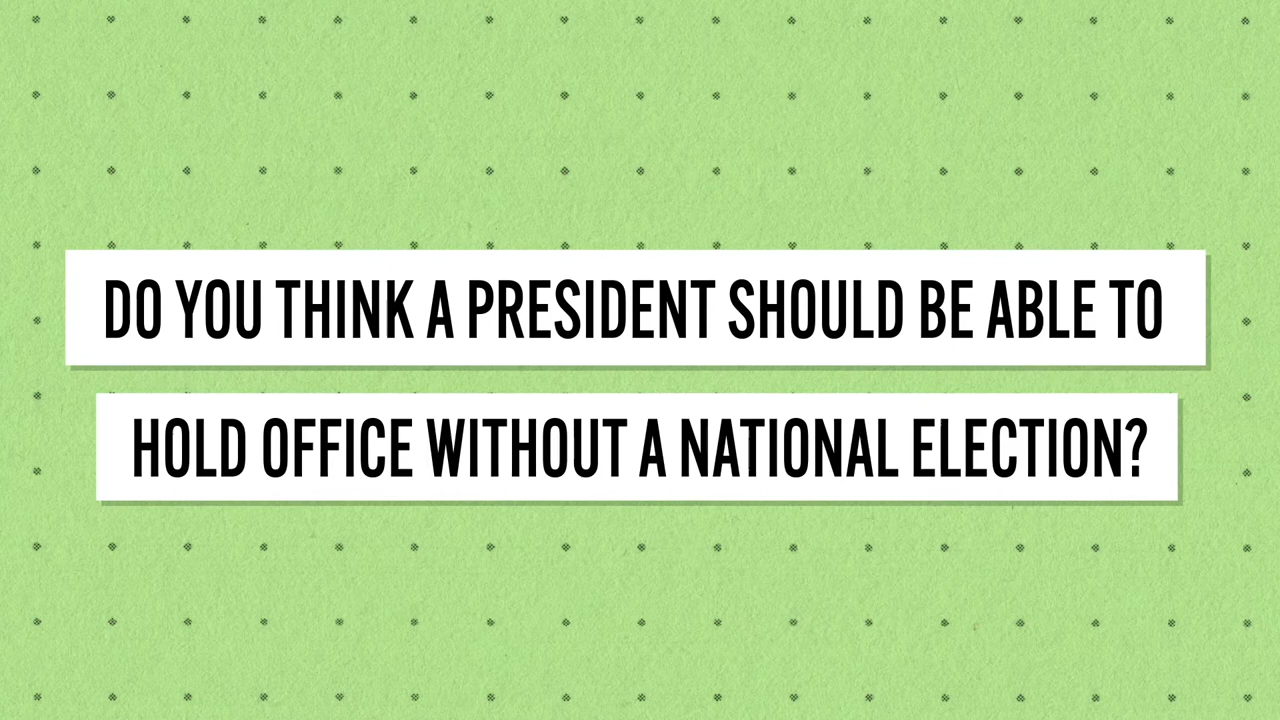 DO YOU THINK A PRESIDENT SHOULD BE ABLE TO
HOLD OFFICE WITHOUT A NATIONAL ELECTION?